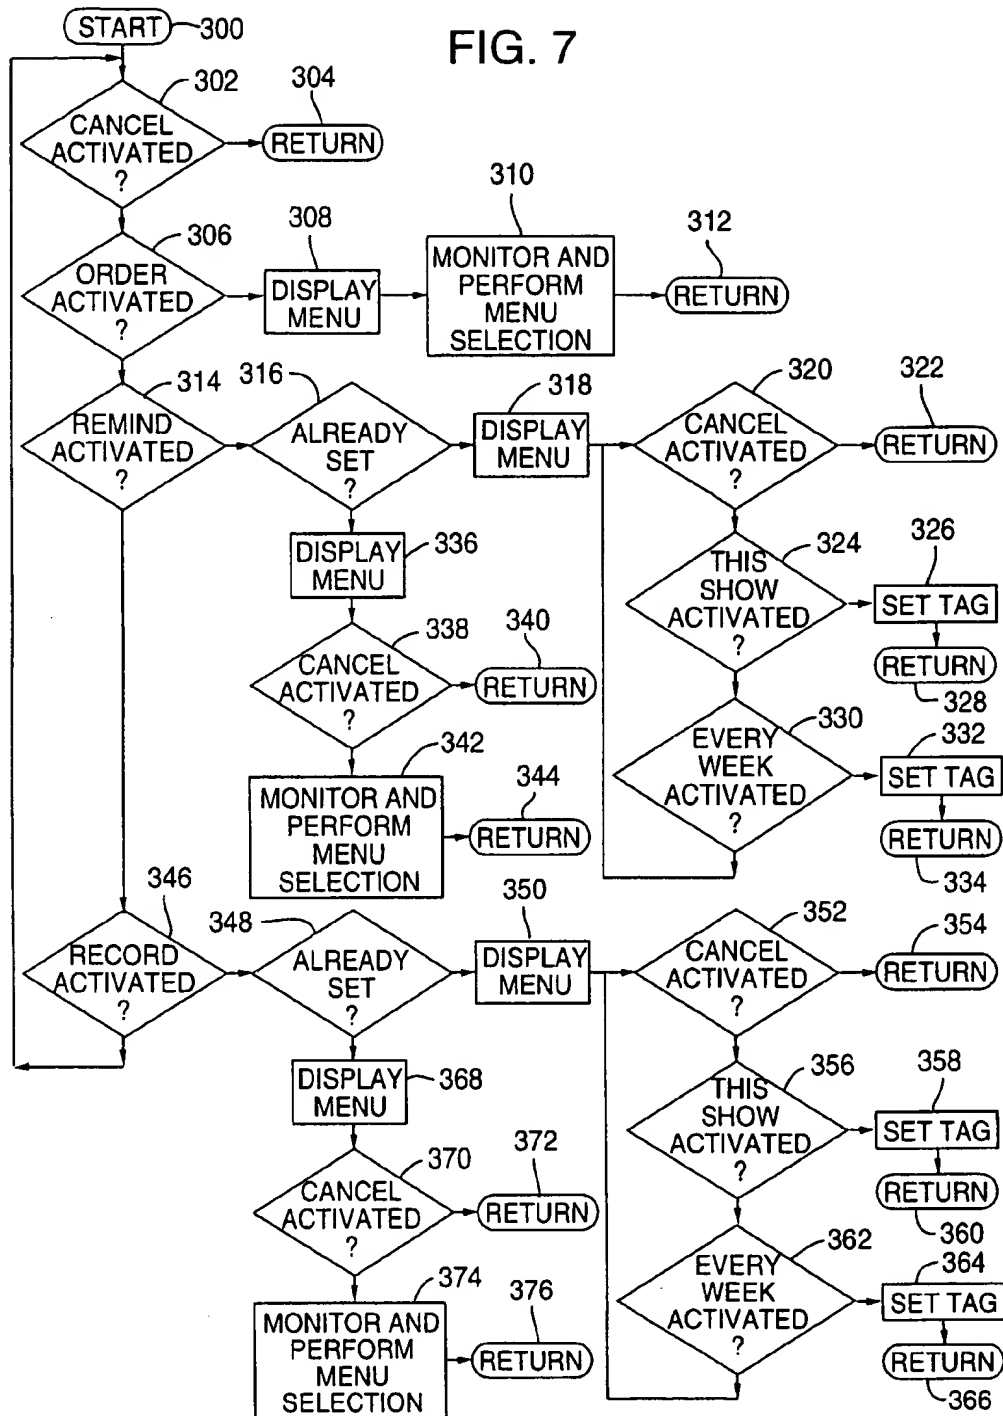 FIG. 7
START
300
302
CANCEL
ACTIVATED
?
304
RETURN
306
ORDER
ACTIVATED
?
308
DISPLAY
MENU
310
MONITOR AND
PERFORM
MENU
SELECTION
312
RETURN
314
REMIND
ACTIVATED
?
316
ALREADY
SET
?
318
DISPLAY
MENU
320
CANCEL
ACTIVATED
?
322
RETURN
324
THIS
SHOW
ACTIVATED
?
326
SET TAG
RETURN
328
330
EVERY
WEEK
ACTIVATED
?
332
SET TAG
RETURN
334
DISPLAY
MENU
336
338
CANCEL
ACTIVATED
?
340
RETURN
342
MONITOR AND
PERFORM
MENU
SELECTION
344
RETURN
346
RECORD
ACTIVATED
?
348
ALREADY
SET
?
350
DISPLAY
MENU
352
CANCEL
ACTIVATED
?
354
RETURN
356
THIS
SHOW
ACTIVATED
?
358
SET TAG
RETURN
360
362
EVERY
WEEK
ACTIVATED
?
364
SET TAG
RETURN
366
DISPLAY
MENU
368
370
CANCEL
ACTIVATED
?
372
RETURN
374
MONITOR AND
PERFORM
MENU
SELECTION
376
RETURN